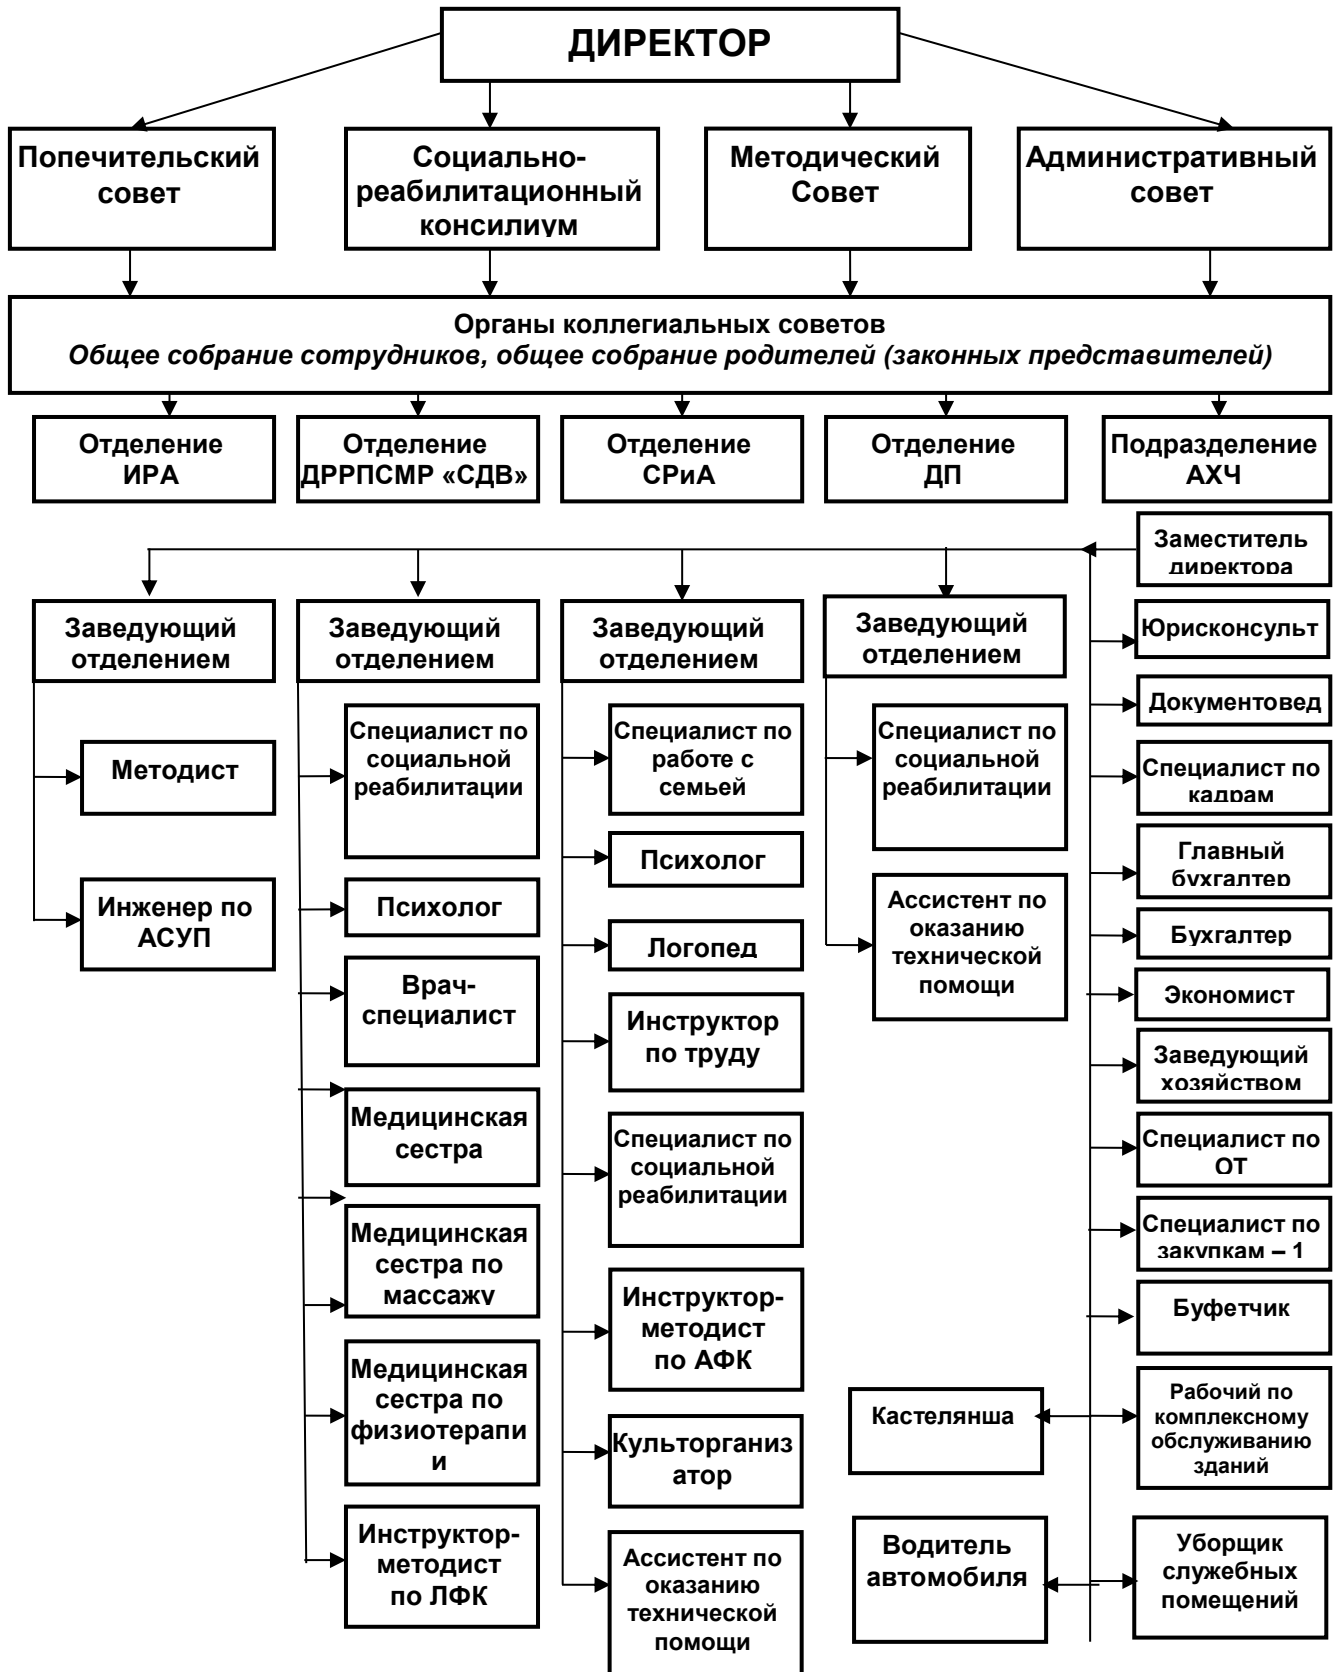 ДИРЕКТОР
Попечительский
совет
Социально-
реабилитационный
консилиум
Методический
Совет
Административный
совет
Органы коллегиальных советов
Общее собрание сотрудников, общее собрание родителей (законных представителей)
Отделение
ИРА
Отделение
ДРРПСМР «СДВ»
Отделение
СРиА
Отделение
ДП
Подразделение
АХЧ
Заместитель
директора
Заведующий
отделением
Методист
Инженер по
АСУП
Заведующий
отделением
Специалист по
социальной
реабилитации
Психолог
Врач-
специалист
Медицинская
сестра
Медицинская
сестра по
массажу
Медицинская
сестра по
физиотерапи
и
Инструктор-
методист
по ЛФК
Заведующий
отделением
Специалист по
работе с
семьей
Психолог
Логопед
Инструктор
по труду
Специалист по
социальной
реабилитации
Инструктор-
методист
по АФК
Культорганиз
атор
Ассистент по
оказанию
технической
помощи
Заведующий
отделением
Специалист по
социальной
реабилитации
Ассистент по
оказанию
технической
помощи
Юрисконсульт
Документовед
Специалист по
кадрам
Главный
бухгалтер
Бухгалтер
Экономист
Заведующий
хозяйством
Специалист по
ОТ
Специалист по
закупкам – 1
Буфетчик
Кастелянша
Рабочий по
комплексному
обслуживанию
зданий
Водитель
автомобиля
Уборщик
служебных
помещений